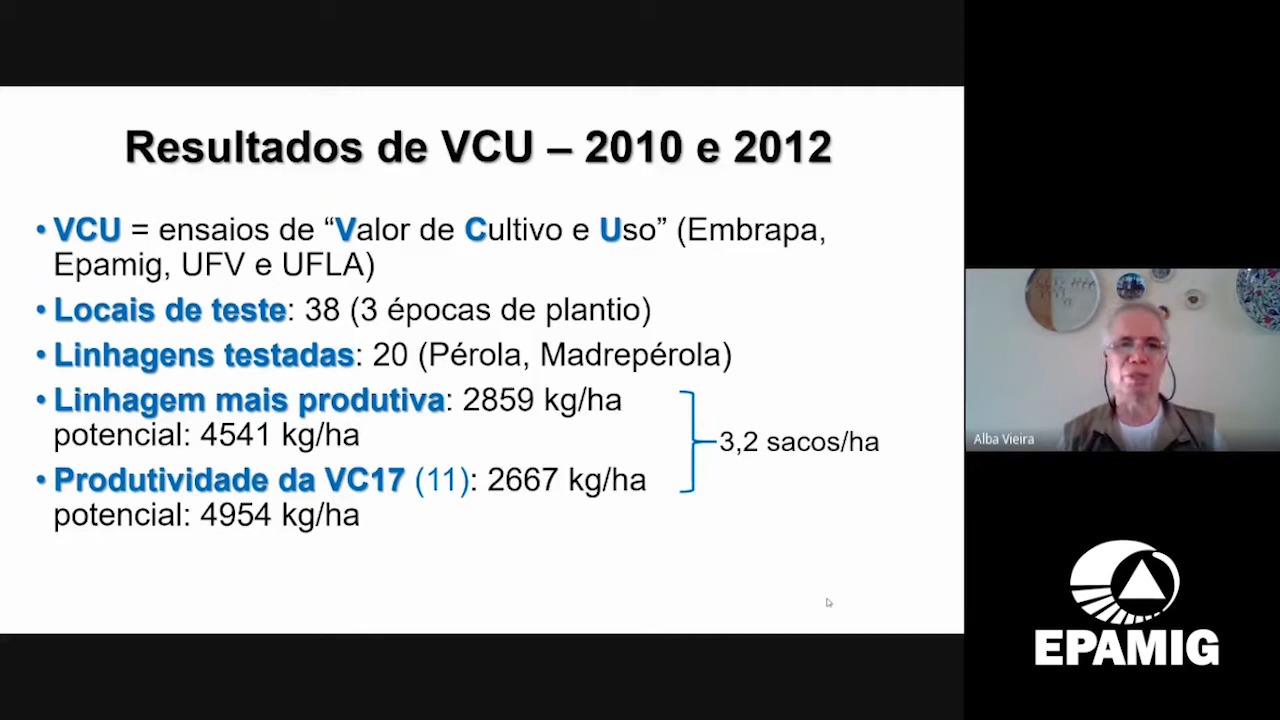 Resultados de VCU – 2010 e 2012
• VCU = ensaios de “Valor de Cultivo e Uso” (Embrapa,
Epamig, UFV e UFLA)
• Locais de teste: 38 (3 épocas de plantio)
• Linhagens testadas: 20 (Pérola, Madrepérola)
• Linhagem mais produtiva: 2859 kg/ha
potencial: 4541 kg/ha
3,2 sacos/ha
• Produtividade da VC17 (11): 2667 kg/ha
potencial: 4954 kg/ha
Alba Vieira
EPAMIG